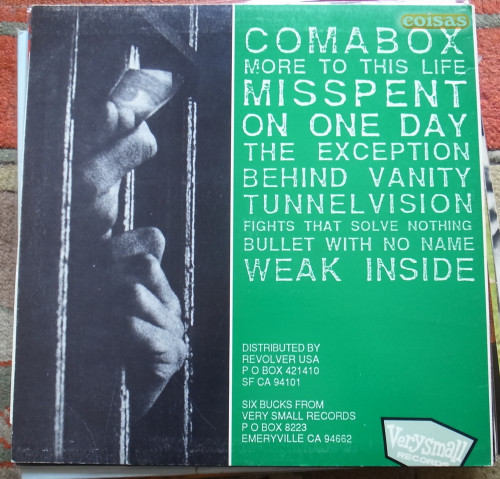 coisas
COMABOX
MORE TO THIS LIFE
MISSPENT
ON ONE DAY
THE EXCEPTION
BEHIND VANITY
TUNNELVISION
FIGHTS THAT SOLVE NOTHING
BULLET WITH NO NAME
WEAK INSIDE
DISTRIBUTED BY
REVOLVER USA
P O BOX 421410
SF CA 94101
SIX BUCKS FROM
VERY SMALL RECORDS
P O BOX 8223
EMERYVILLE CA 94662
Very small
RECORDS